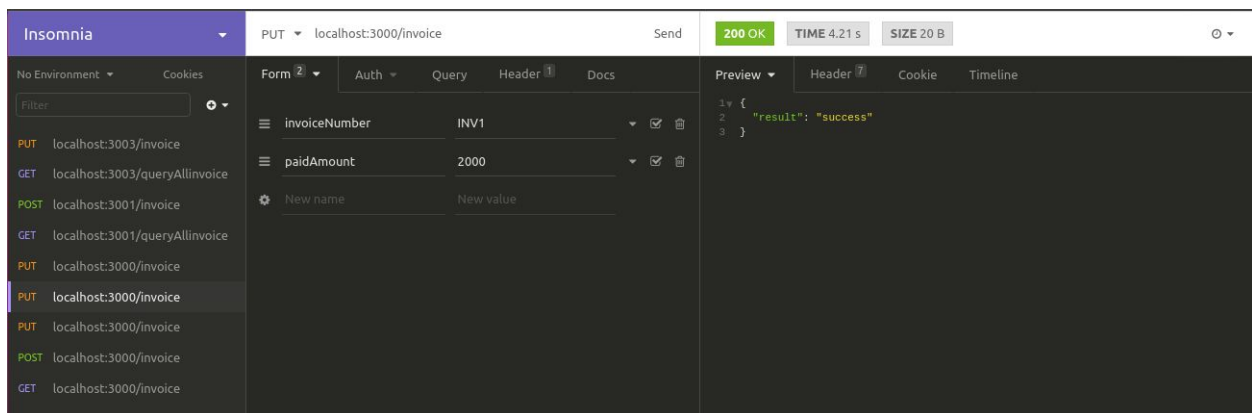 Insomnia
PUT localhost:3000/invoice Send
200 OK TIME 4.21 s SIZE 20 B
No Environment Cookies
Form 2 Auth Query Header 1 Docs
Preview Header 7 Cookie Timeline
Filter
PUT localhost:3003/invoice
GET localhost:3003/queryAllinvoice
POST localhost:3001/invoice
GET localhost:3001/queryAllinvoice
PUT localhost:3000/invoice
PUT localhost:3000/invoice
PUT localhost:3000/invoice
POST localhost:3000/invoice
GET localhost:3000/invoice
invoiceNumber INV1
paidAmount 2000
New name New value
1 {
2 "result": "success"
3 }